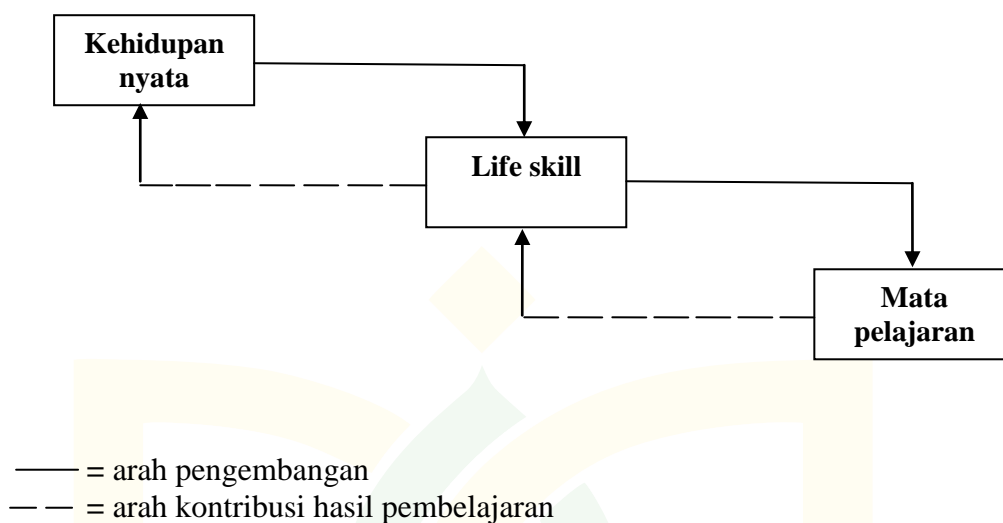 Kehidupan
nyata
Life skill
Mata
pelajaran
= arah pengembangan
= arah kontribusi hasil pembelajaran